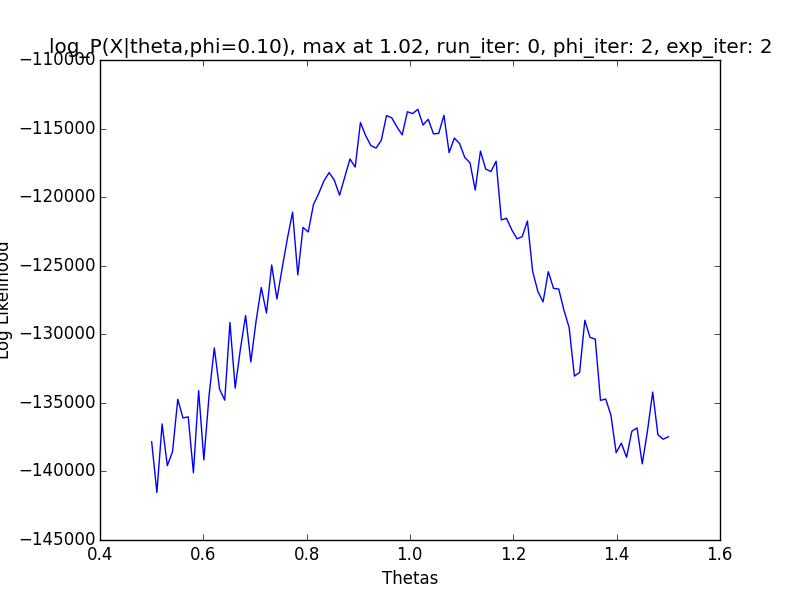 log_P(X|theta,phi=0.10), max at 1.02, run_iter: 0, phi_iter: 2, exp_iter: 2
−110000
−115000
−120000
−125000
−130000
−135000
−140000
−145000
Log Likelihood
0.4 0.6 0.8 1.0 1.2 1.4 1.6
Thetas